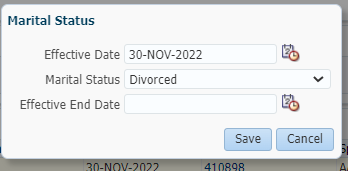 Marital Status
Effective Date 30-NOV-2022
Marital Status Divorced
Effective End Date
Save Cancel
30-NOV-2022 410898